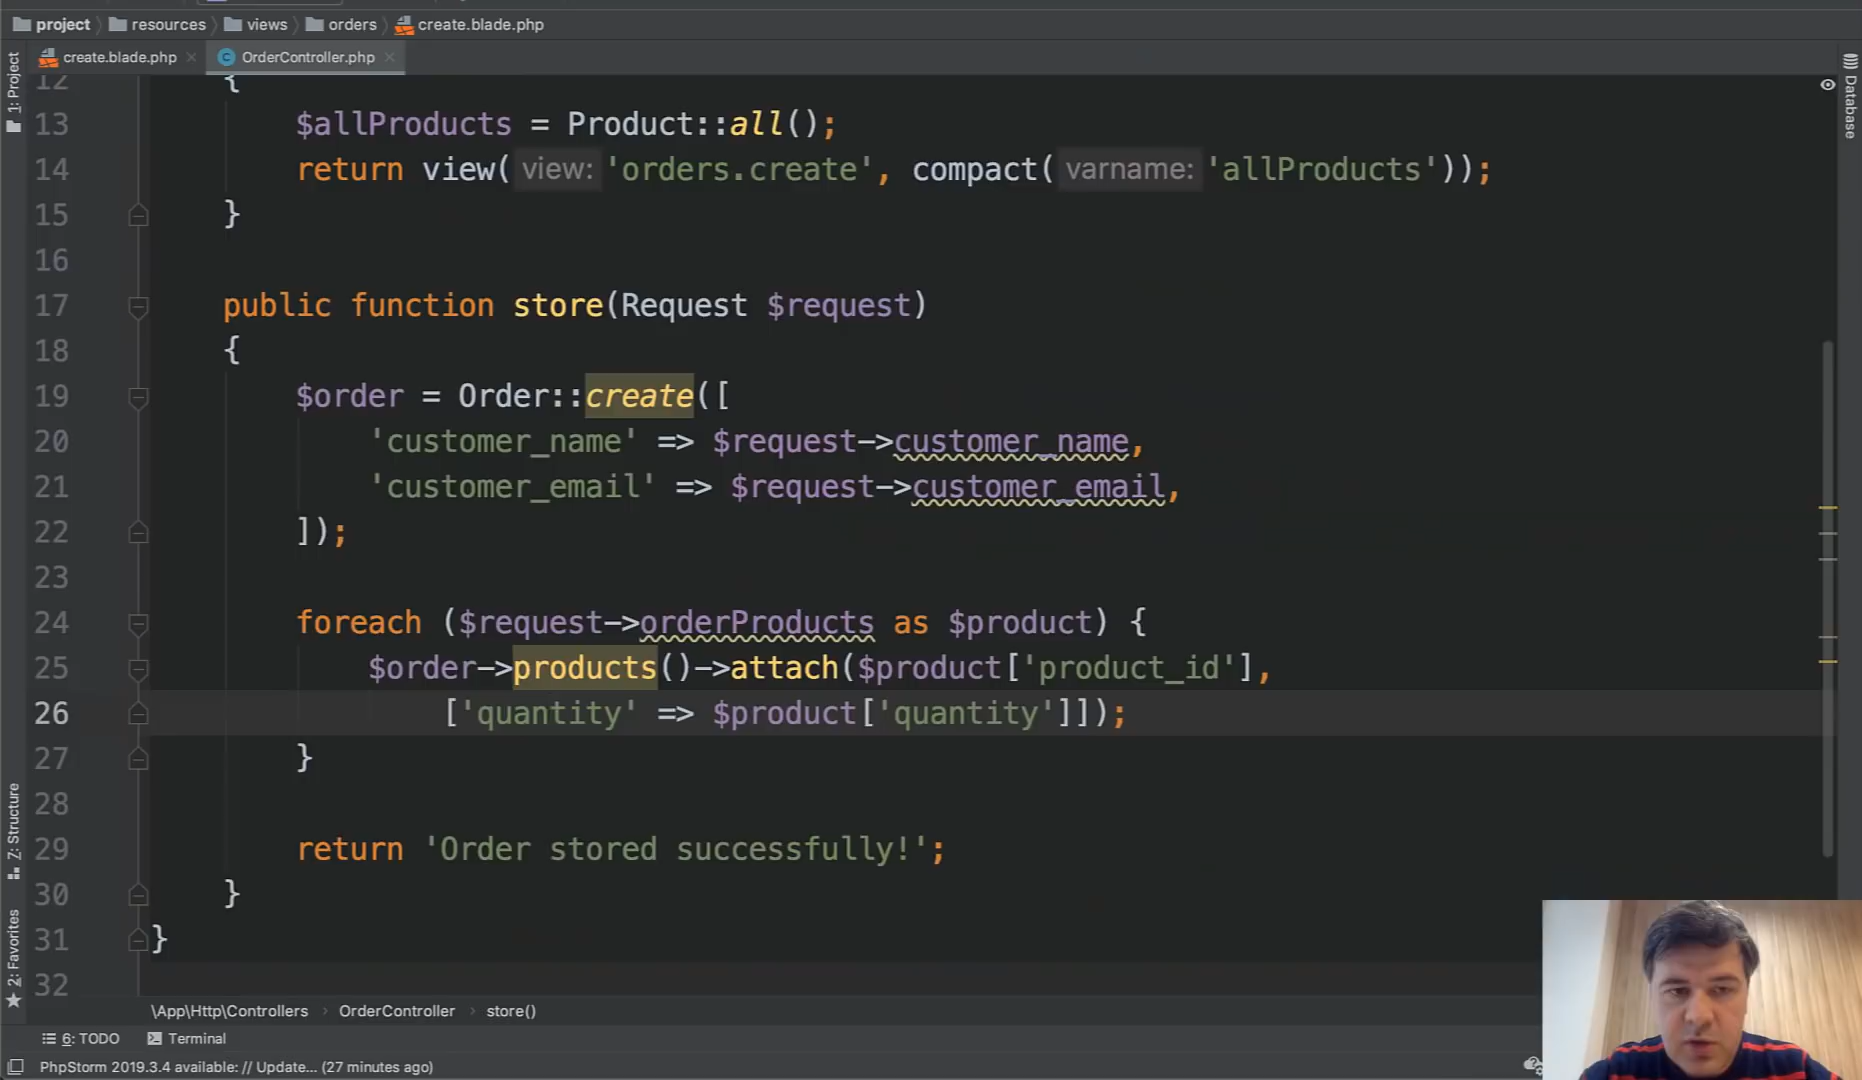 project resources views orders create.blade.php
create.blade.php × OrderController.php ×
1: Project
Database
12 {
13 $allProducts = Product::all();
14 return view( view: 'orders.create', compact( varname: 'allProducts'));
15 }
16
17 public function store(Request $request)
18 {
19 $order = Order::create([
20 'customer_name' => $request->customer_name,
21 'customer_email' => $request->customer_email,
22 ]);
23
24 foreach ($request->orderProducts as $product) {
25 $order->products()->attach($product['product_id'],
26 ['quantity' => $product['quantity']]);
27 }
28
29 return 'Order stored successfully!';
30 }
31 }
32
Z: Structure
2: Favorites
\App\Http\Controllers › OrderController › store()
6: TODO Terminal
PhpStorm 2019.3.4 available: // Update... (27 minutes ago)